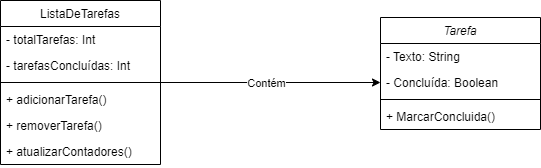 ListaDeTarefas
- totalTarefas: Int
- tarefasConcluídas: Int
+ adicionarTarefa()
+ removerTarefa()
+ atualizarContadores()
Contém
Tarefa
- Texto: String
- Concluída: Boolean
+ MarcarConcluida()